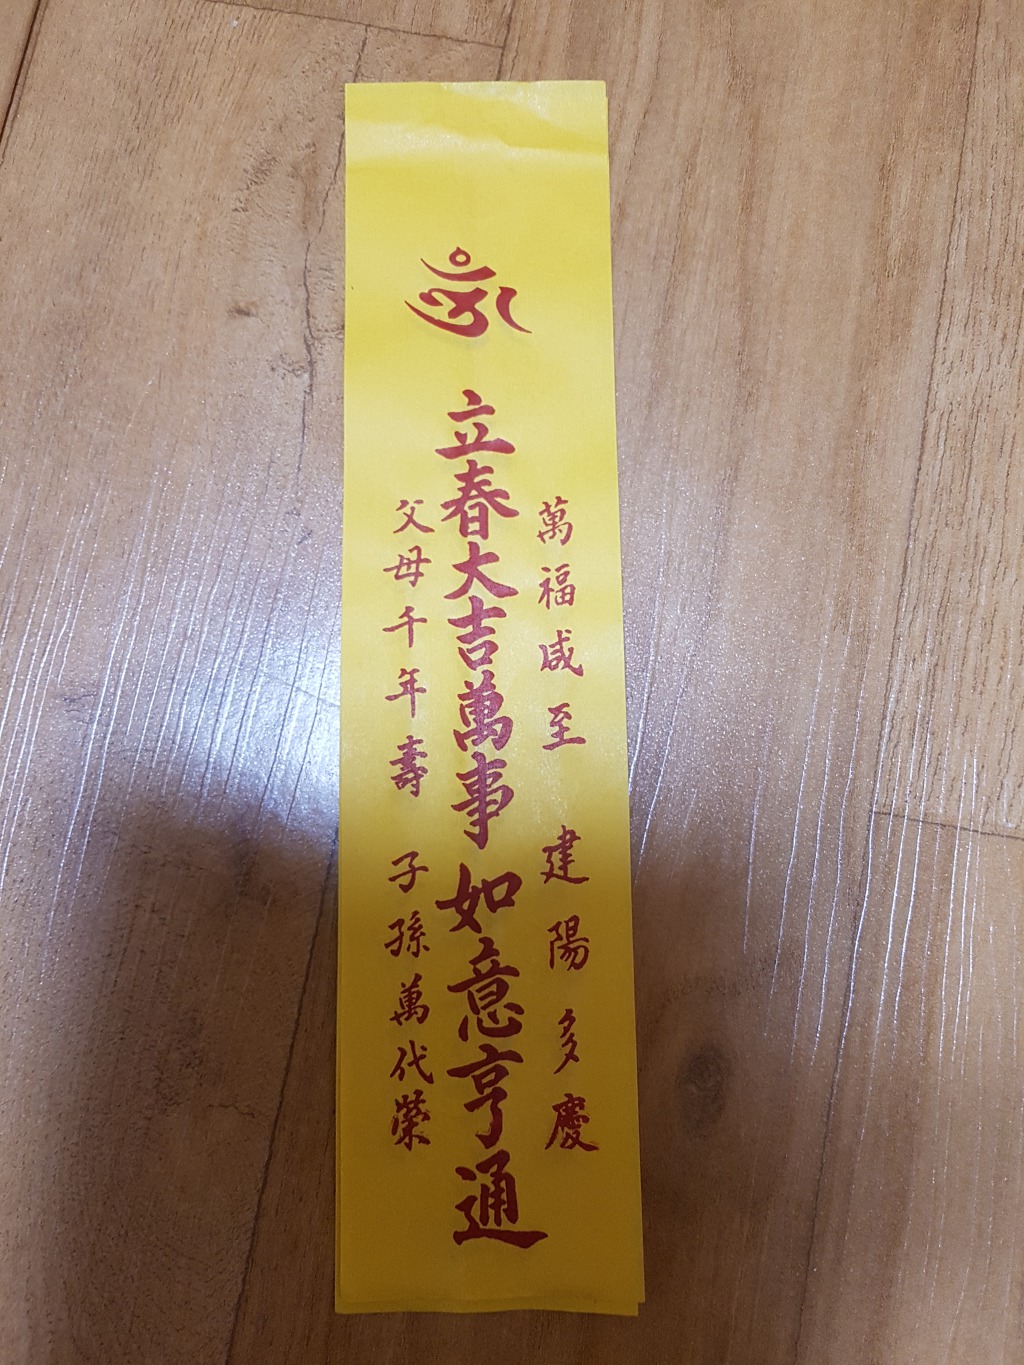 ॐ
萬福咸至 建陽多慶
立春大吉萬事如意亨通
父母千年壽 子孫萬代榮